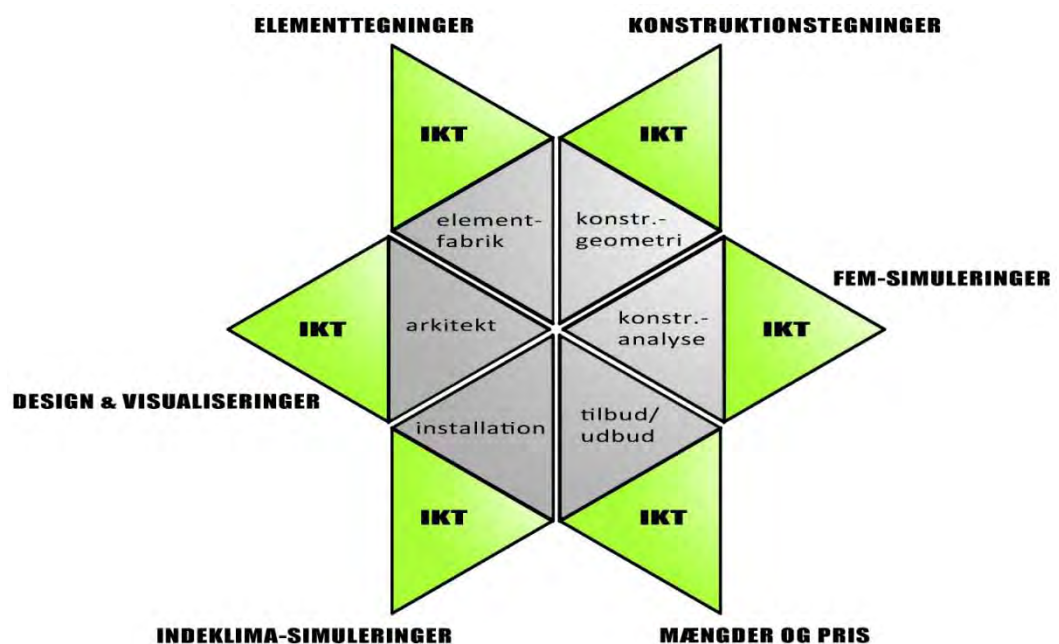 ELEMENTTEGNINGER
KONSTRUKTIONSTEGNINGER
IKT
IKT
element-
fabrik
konstr.-
geometri
FEM-SIMULERINGER
IKT
arkitekt
konstr.-
analyse
IKT
DESIGN & VISUALISERINGER
installation
tilbud/
udbud
IKT
IKT
INDEKLIMA-SIMULERINGER
MÆNGDER OG PRIS